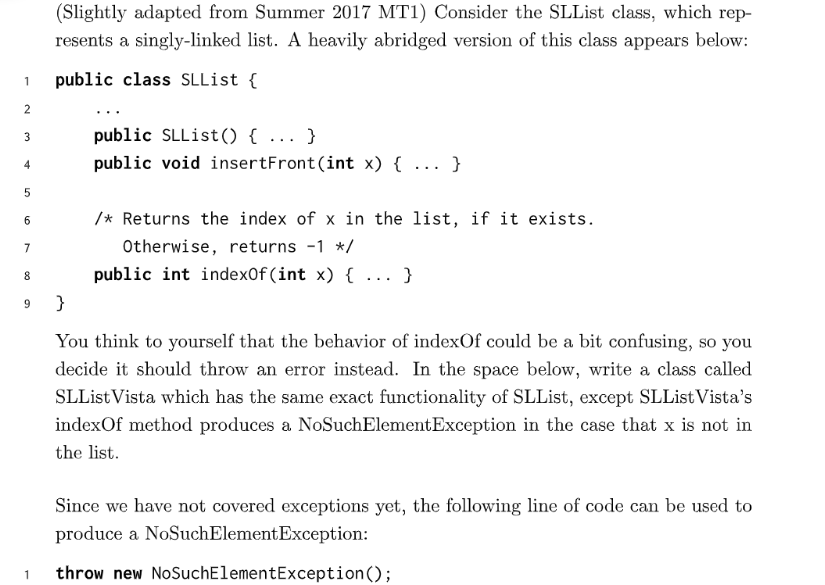 (Slightly adapted from Summer 2017 MT1) Consider the SLList class, which rep-
resents a singly-linked list. A heavily abridged version of this class appears below:
1 public class SLList {
2 ...
3 public SLList() { ... }
4 public void insertFront(int x) { ... }
5
6 /* Returns the index of x in the list, if it exists.
7 Otherwise, returns -1 */
8 public int indexOf(int x) { ... }
9 }
You think to yourself that the behavior of indexOf could be a bit confusing, so you
decide it should throw an error instead. In the space below, write a class called
SLListVista which has the same exact functionality of SLList, except SLListVista's
indexOf method produces a NoSuchElementException in the case that x is not in
the list.
Since we have not covered exceptions yet, the following line of code can be used to
produce a NoSuchElementException:
1 throw new NoSuchElementException();